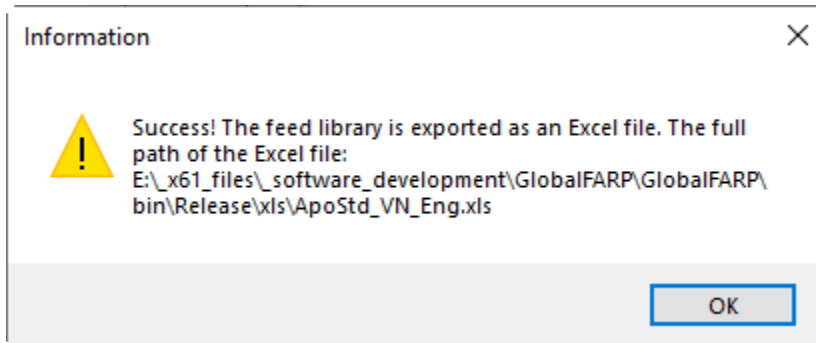 Information
Success! The feed library is exported as an Excel file. The full
path of the Excel file:
E:\_x61_files\_software_development\GlobalFARP\GlobalFARP\
bin\Release\xls\ApoStd_VN_Eng.xls
OK